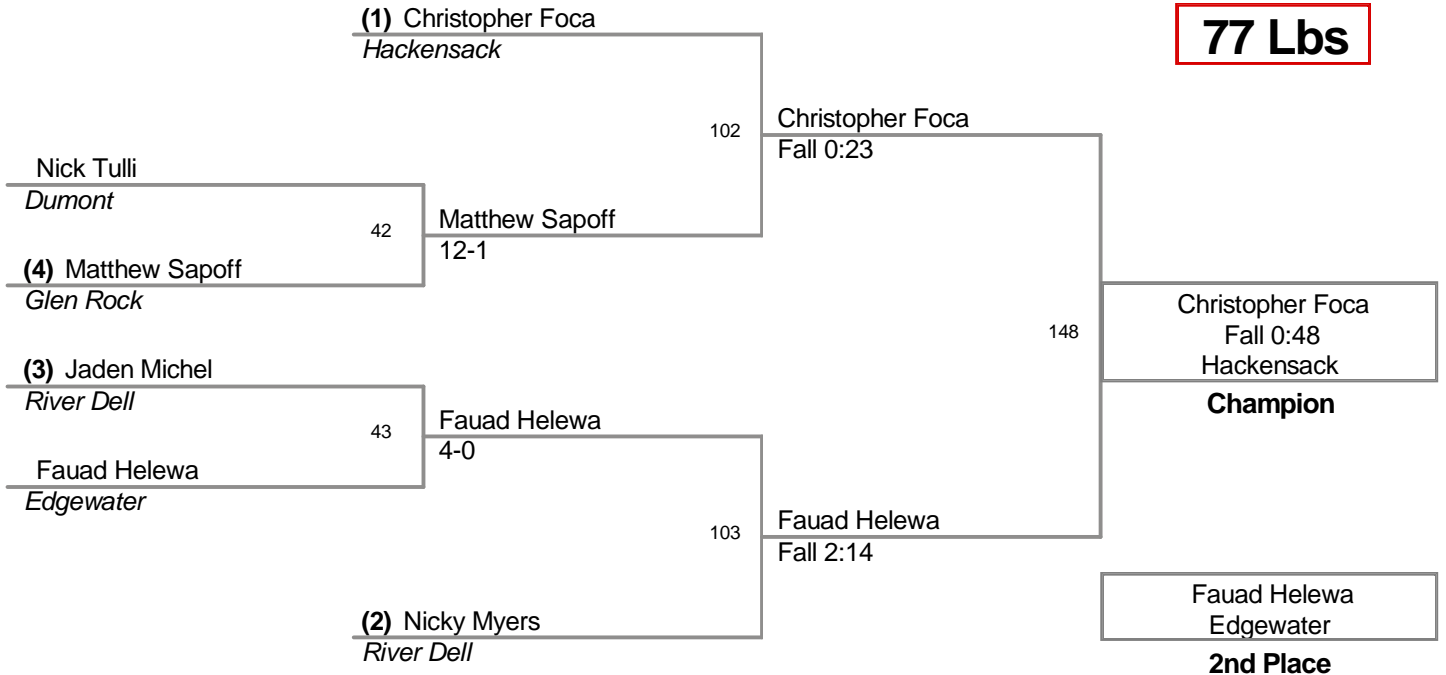 (1) Christopher Foca
Hackensack
77 Lbs
102
Christopher Foca
Fall 0:23
Nick Tulli
Dumont
42
Matthew Sapoff
12-1
(4) Matthew Sapoff
Glen Rock
148
Christopher Foca
Fall 0:48
Hackensack
Champion
(3) Jaden Michel
River Dell
43
Fauad Helewa
4-0
Fauad Helewa
Edgewater
103
Fauad Helewa
Fall 2:14
(2) Nicky Myers
River Dell
Fauad Helewa
Edgewater
2nd Place